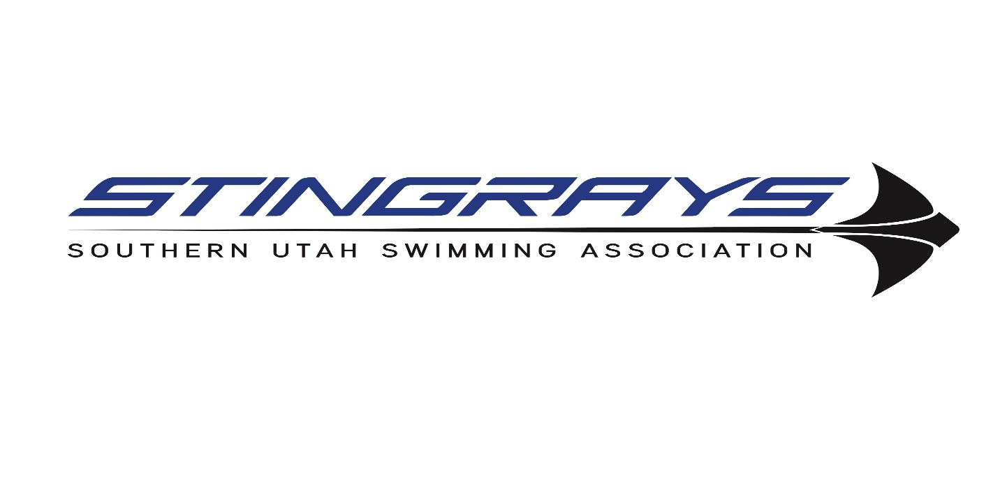 STINGRAYS
SOUTHERN UTAH SWIMMING ASSOCIATION